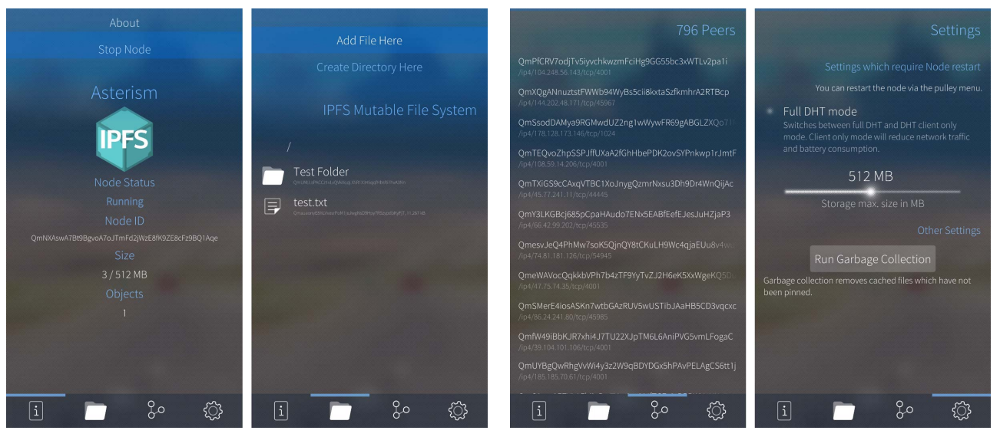 About
Stop Node
Asterism
IPFS
Node Status
Running
Node ID
QmNXAswA7Bt9BgvoA7oJTmFd2jWzE8fK9ZE8cFz9BQ1Aqe
Size
3 / 512 MB
Objects
1
Add File Here
Create Directory Here
IPFS Mutable File System
/
Test Folder
test.txt
796 Peers
QmPfCRV7odjTv5iyvchkwzmFciHg9GG55bc3xWTLv2pa1i
/ip4/104.248.56.143/tcp/4001
QmXQgANnuztstFWWb94WyBs5cii8kxtaSzfkmhrA2RTBcp
/ip4/144.202.48.171/tcp/45967
QmSsodDAMya9RGMwdUZ2ng1wWywFR69gABGLZXQo71
/ip4/178.128.173.146/tcp/1024
QmTEQvoZhpSSPJffUXaA2fGhHbePDK2ovSYPnkwp1rJmtF
/ip4/108.59.14.206/tcp/4001
QmTXiGS9cCAxqVTBC1XoJnygQzmrNxsu3Dh9Dr4WnQijAc
/ip4/45.77.241.11/tcp/44445
QmY3LKGBcj685pCpaHAudo7ENx5EABfEefEJesJuHZjaP3
/ip4/66.42.99.202/tcp/45535
QmesvJeQ4PhMw7soK5QjnQY8tCKuLH9Wc4qjaEUu8v4wu
/ip4/74.81.181.126/tcp/54945
QmeWAVocQqkkbVPh7b4zTF9YyTvZJ2H6eK5XxWgeKQ5Du
/ip4/47.75.74.35/tcp/4001
QmSMerE4iosASKn7wtbGAzRUV5wUSTibJAaHB5CD3vqcxc
/ip4/86.24.241.80/tcp/45985
QmfW49iBbKJR7xhi4J7TU22XJpTM6L6AniPVG5vmLFogaC
/ip4/39.104.101.106/tcp/4001
QmUYBgQwRhgVvWi4y3z2W9qBDYDGx5hPAvPELAgCS6tt1j
/ip4/185.185.70.61/tcp/4001
Settings
Settings which require Node restart
You can restart the node via the pulley menu.
Full DHT mode
Switches between full DHT and DHT client only
mode. Client only mode will reduce network traffic
and battery consumption.
512 MB
Storage max. size in MB
Other Settings
Run Garbage Collection
Garbage collection removes cached files which have not
been pinned.